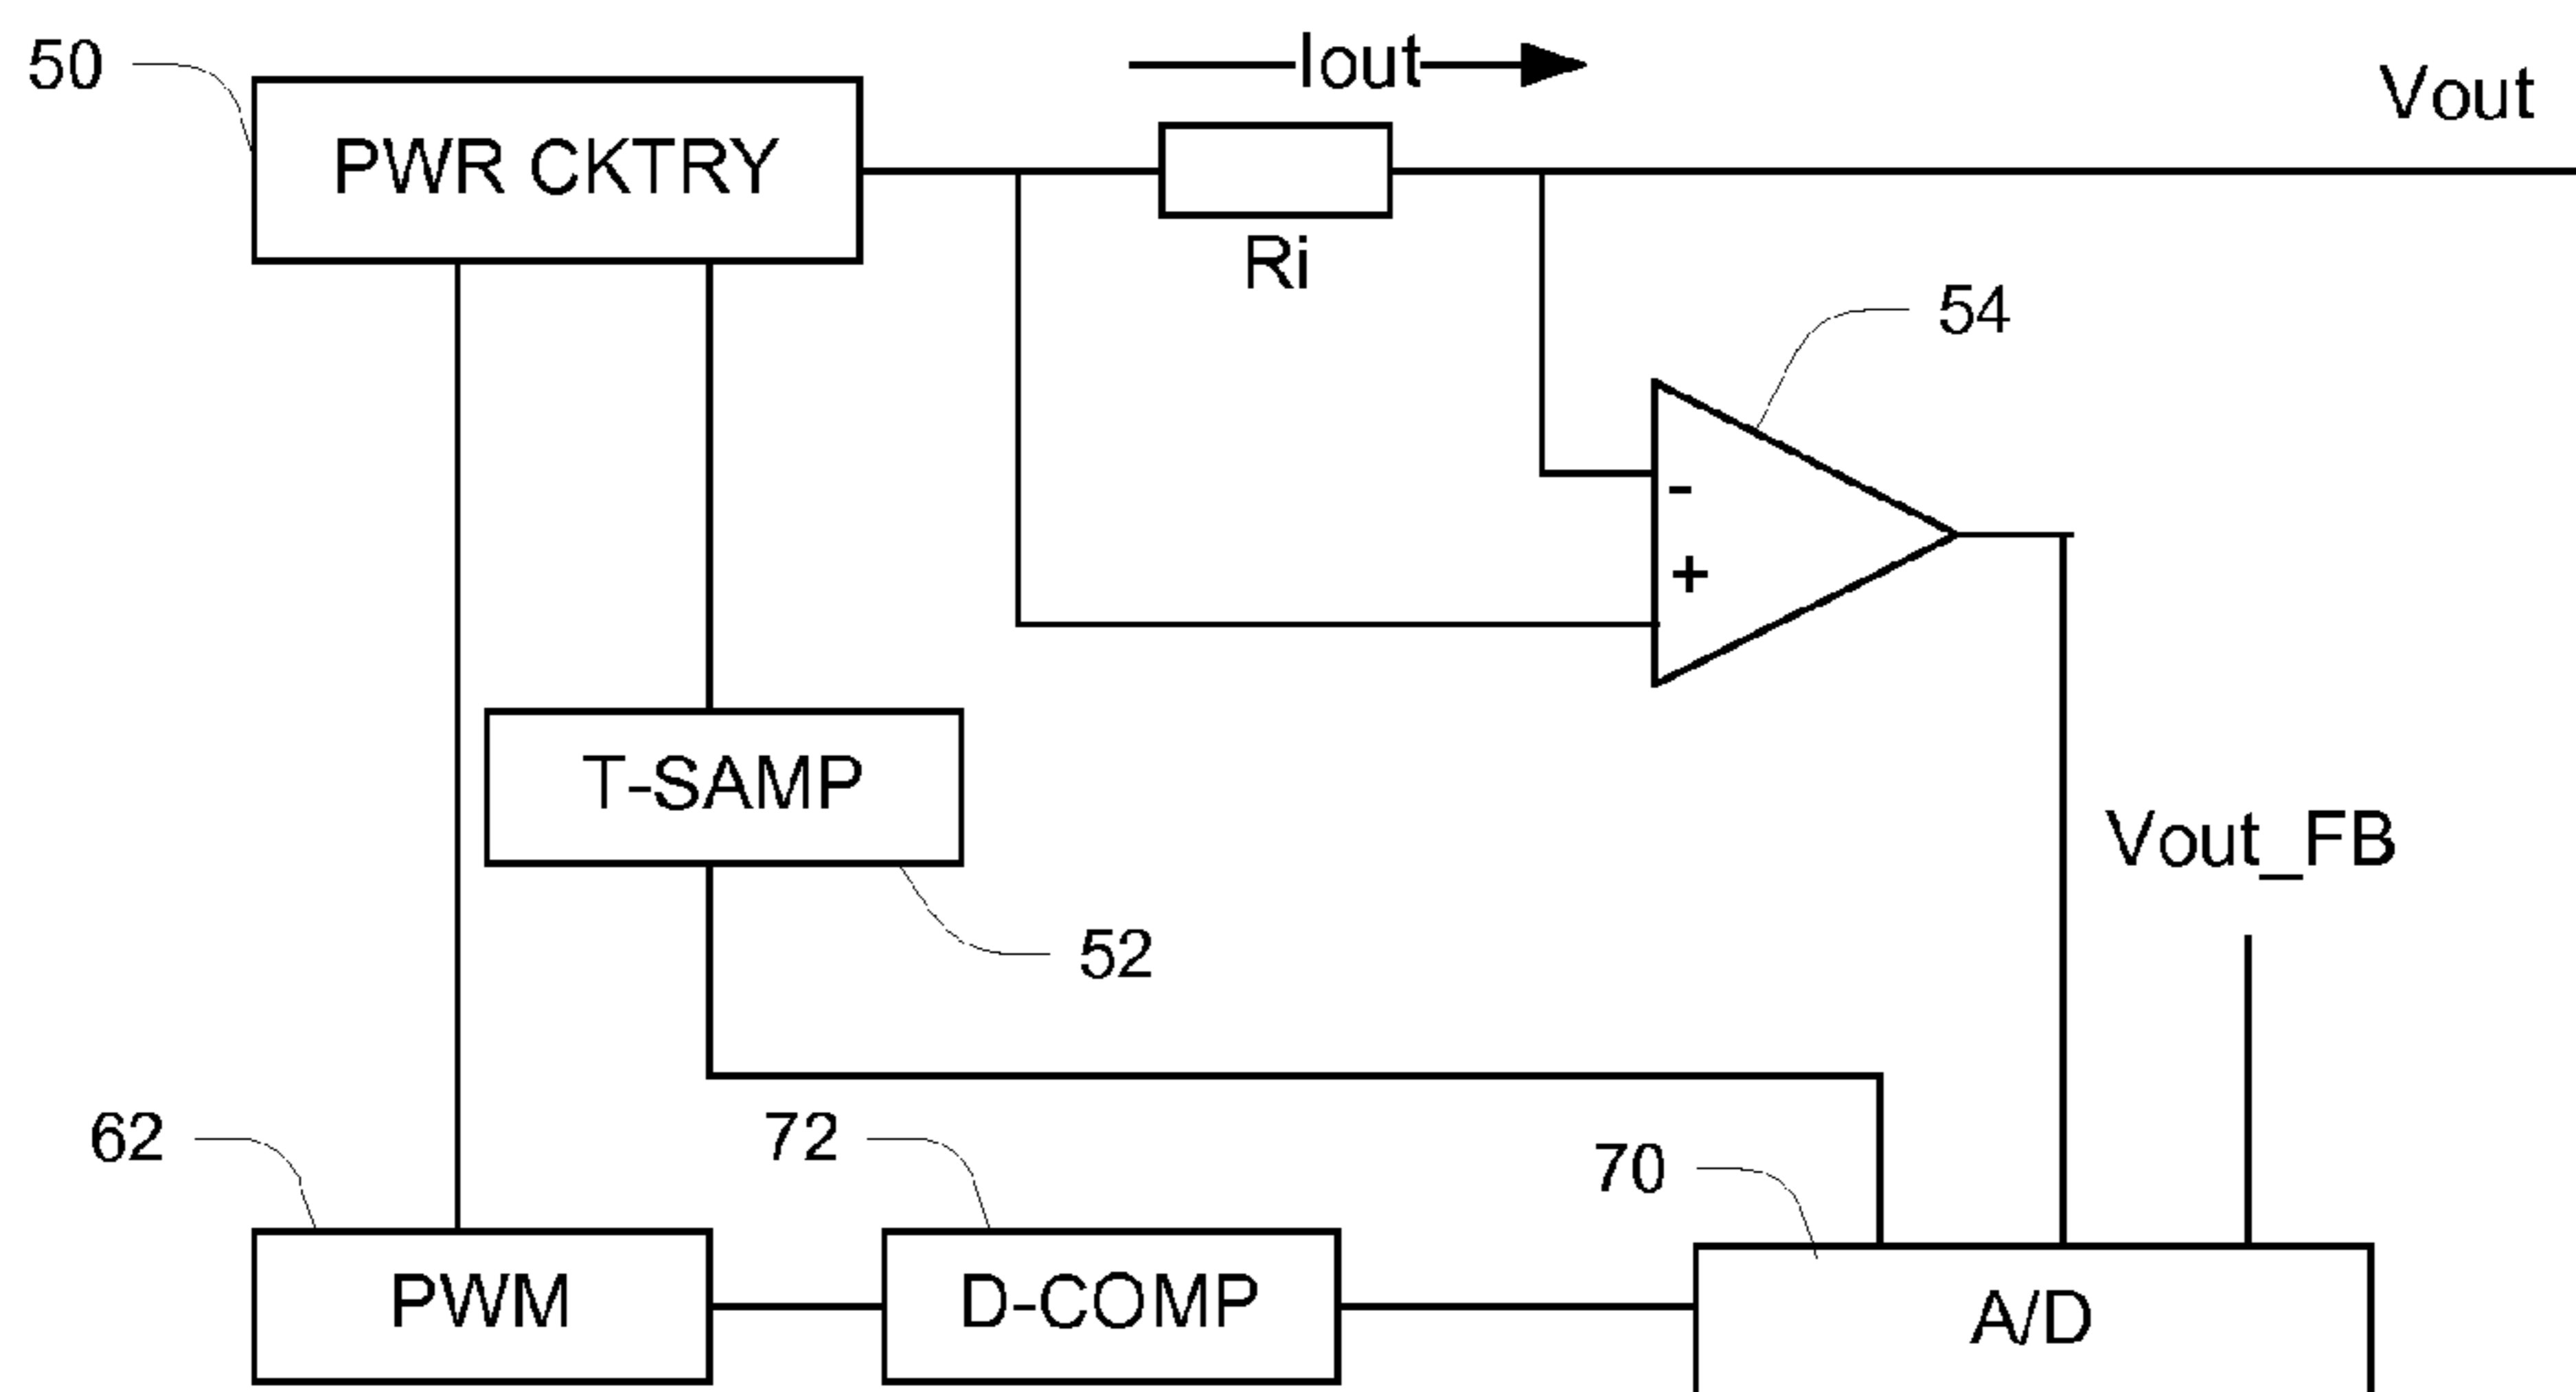 50
Iout
Vout
PWR CKTRY
Ri
54
-
+
T-SAMP
Vout_FB
52
62
72
70
PWM
D-COMP
A/D